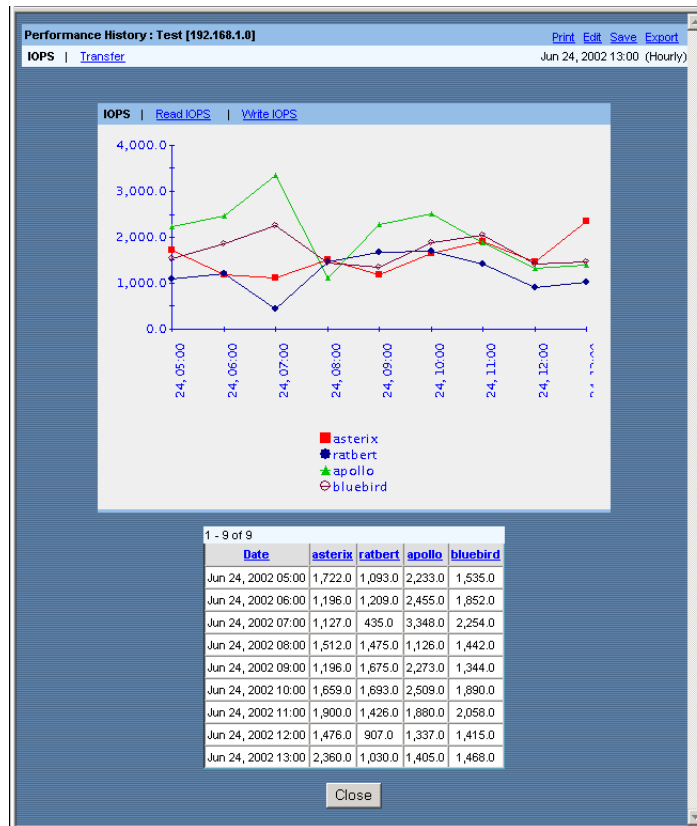 Performance History : Test [192.168.1.0] Print Edit Save Export
IOPS | Transfer Jun 24, 2002 13:00 (Hourly)
IOPS | Read IOPS | Write IOPS
4,000.0
3,000.0
2,000.0
1,000.0
0.0
24, 05:00
24, 06:00
24, 07:00
24, 08:00
24, 09:00
24, 10:00
24, 11:00
24, 12:00
asterix
ratbert
apollo
bluebird
1 - 9 of 9
Date asterix ratbert apollo bluebird
Jun 24, 2002 05:00 1,722.0 1,093.0 2,233.0 1,535.0
Jun 24, 2002 06:00 1,196.0 1,209.0 2,455.0 1,852.0
Jun 24, 2002 07:00 1,127.0 435.0 3,348.0 2,254.0
Jun 24, 2002 08:00 1,512.0 1,475.0 1,126.0 1,442.0
Jun 24, 2002 09:00 1,196.0 1,675.0 2,273.0 1,344.0
Jun 24, 2002 10:00 1,659.0 1,693.0 2,509.0 1,890.0
Jun 24, 2002 11:00 1,900.0 1,426.0 1,880.0 2,058.0
Jun 24, 2002 12:00 1,476.0 907.0 1,337.0 1,415.0
Jun 24, 2002 13:00 2,360.0 1,030.0 1,405.0 1,468.0
Close